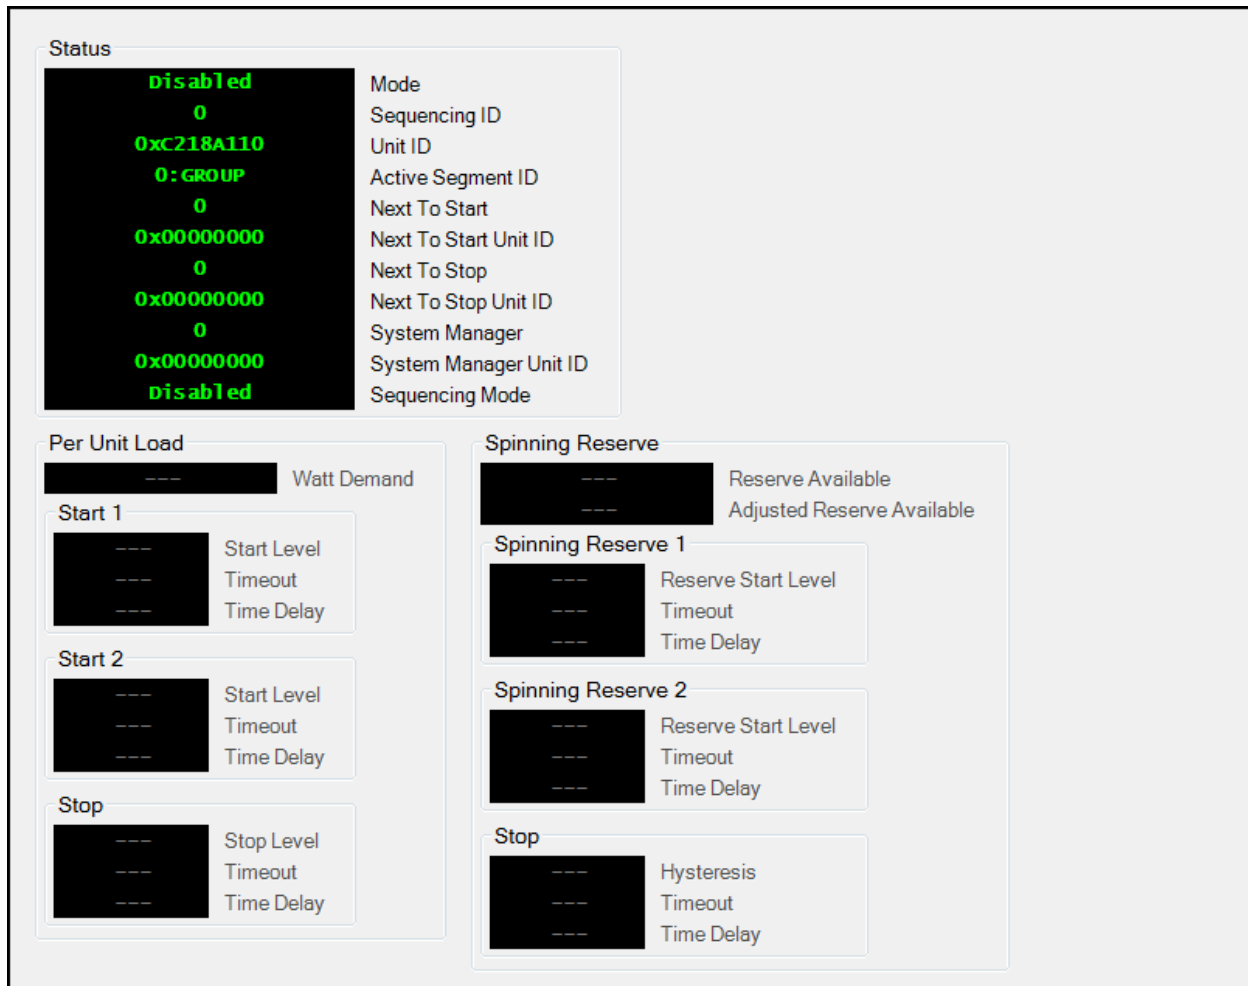 Status
Disabled Mode
0 Sequencing ID
0xC218A110 Unit ID
0:GROUP Active Segment ID
0 Next To Start
0x00000000 Next To Start Unit ID
0 Next To Stop
0x00000000 Next To Stop Unit ID
0 System Manager
0x00000000 System Manager Unit ID
Disabled Sequencing Mode
Per Unit Load
--- Watt Demand
Start 1
--- Start Level
--- Timeout
--- Time Delay
Start 2
--- Start Level
--- Timeout
--- Time Delay
Stop
--- Stop Level
--- Timeout
--- Time Delay
Spinning Reserve
--- Reserve Available
--- Adjusted Reserve Available
Spinning Reserve 1
--- Reserve Start Level
--- Timeout
--- Time Delay
Spinning Reserve 2
--- Reserve Start Level
--- Timeout
--- Time Delay
Stop
--- Hysteresis
--- Timeout
--- Time Delay